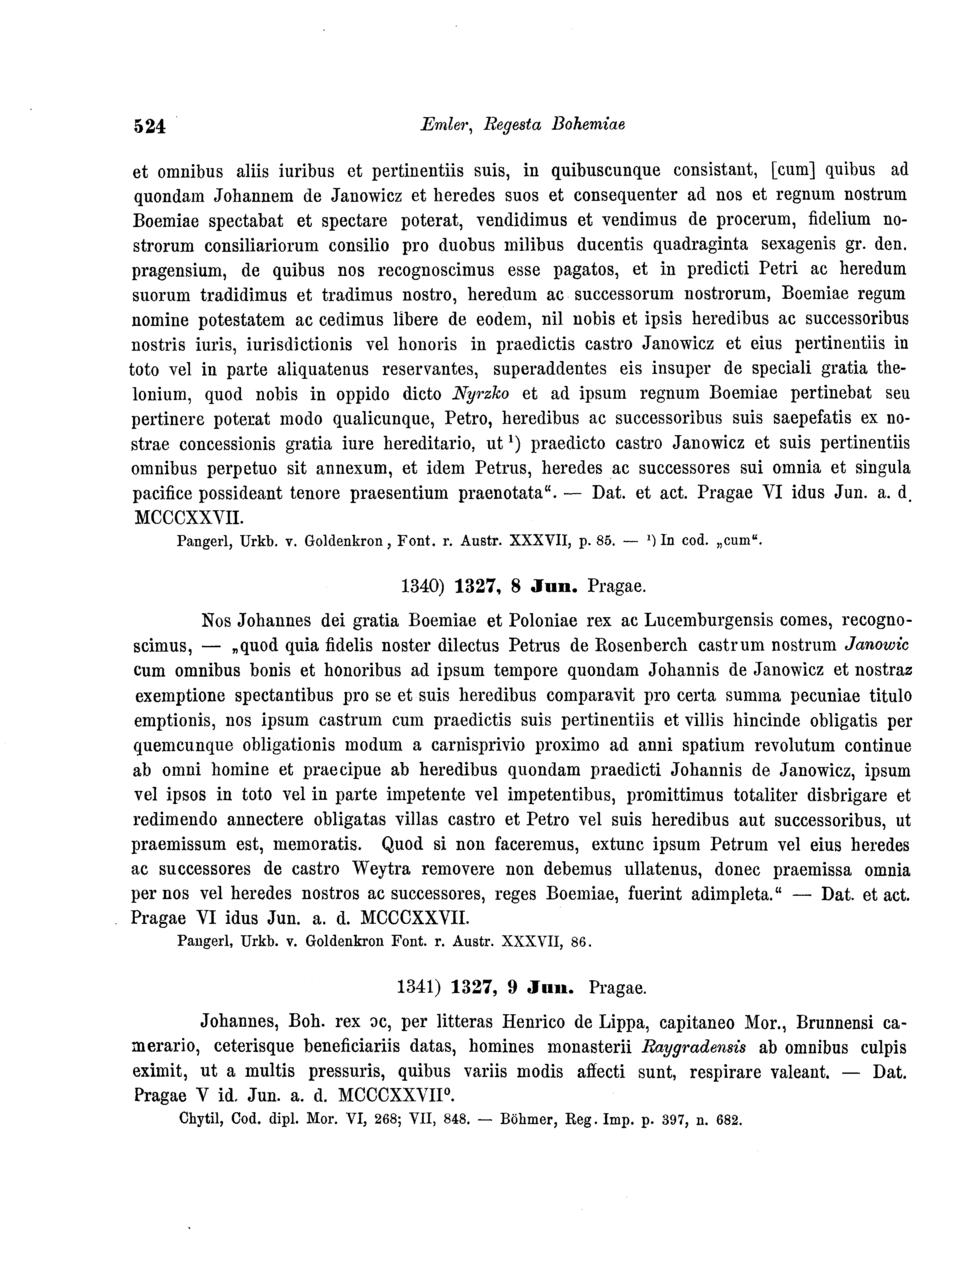 524 Emler, Regesta Bohemiae
et omnibus aliis iuribus et pertinentiis suis, in quibuscunque consistant, [cum] quibus ad
quondam Johannem de Janowicz et heredes suos et consequenter ad nos et regnum nostrum
Boemiae spectabat et spectare poterat, vendidimus et vendimus de procerum, fidelium no-
strorum consiliariorum consilio pro duobus milibus ducentis quadraginta sexagenis gr. den.
pragensium, de quibus nos recognoscimus esse pagatos, et in predicti Petri ac heredum
suorum tradidimus et tradimus nostro, heredum ac successorum nostrorum, Boemiae regum
nomine potestatem ac cedimus libere de eodem, nil nobis et ipsis heredibus ac successoribus
nostris iuris, iurisdictionis vel honoris in praedictis castro Janowicz et eius pertinentiis in
toto vel in parte aliquatenus reservantes, superaddentes eis insuper de speciali gratia the-
lonium, quod nobis in oppido dicto Nyrzko et ad ipsum regnum Boemiae pertinebat seu
pertinere poterat modo qualicunque, Petro, heredibus ac successoribus suis saepefatis ex no-
strae concessionis gratia iure hereditario, ut ¹) praedicto castro Janowicz et suis pertinentiis
omnibus perpetuo sit annexum, et idem Petrus, heredes ac successores sui omnia et singula
pacifice possideant tenore praesentium praenotata“. — Dat. et act. Pragae VI idus Jun. a. d.
MCCCXXVII.
Pangerl, Urkb. v. Goldenkron, Font. r. Austr. XXXVII, p. 85. — ¹) In cod. „cum“.
1340) 1327, 8 Jun. Pragae.
Nos Johannes dei gratia Boemiae et Poloniae rex ac Lucemburgensis comes, recogno-
scimus, — „quod quia fidelis noster dilectus Petrus de Rosenberch castrum nostrum Janowic
cum omnibus bonis et honoribus ad ipsum tempore quondam Johannis de Janowicz et nostraz
exemptione spectantibus pro se et suis heredibus comparavit pro certa summa pecuniae titulo
emptionis, nos ipsum castrum cum praedictis suis pertinentiis et villis hincinde obligatis per
quemcunque obligationis modum a carnisprivio proximo ad anni spatium revolutum continue
ab omni homine et praecipue ab heredibus quondam praedicti Johannis de Janowicz, ipsum
vel ipsos in toto vel in parte impetente vel impetentibus, promittimus totaliter disbrigare et
redimendo annectere obligatas villas castro et Petro vel suis heredibus aut successoribus, ut
praemissum est, memoratis. Quod si non faceremus, extunc ipsum Petrum vel eius heredes
ac successores de castro Weytra removere non debemus ullatenus, donec praemissa omnia
per nos vel heredes nostros ac successores, reges Boemiae, fuerint adimpleta.“ — Dat. et act.
Pragae VI idus Jun. a. d. MCCCXXVII.
Pangerl, Urkb. v. Goldenkron Font. r. Austr. XXXVII, 86.
1341) 1327, 9 Jun. Pragae.
Johannes, Boh. rex ɔc, per litteras Henrico de Lippa, capitaneo Mor., Brunnensi ca-
merario, ceterisque beneficiariis datas, homines monasterii Raygradensis ab omnibus culpis
eximit, ut a multis pressuris, quibus variis modis affecti sunt, respirare valeant. — Dat.
Pragae V id. Jun. a. d. MCCCXXVII⁰.
Chytil, Cod. dipl. Mor. VI, 268; VII, 848. — Böhmer, Reg. Imp. p. 397, n. 682.